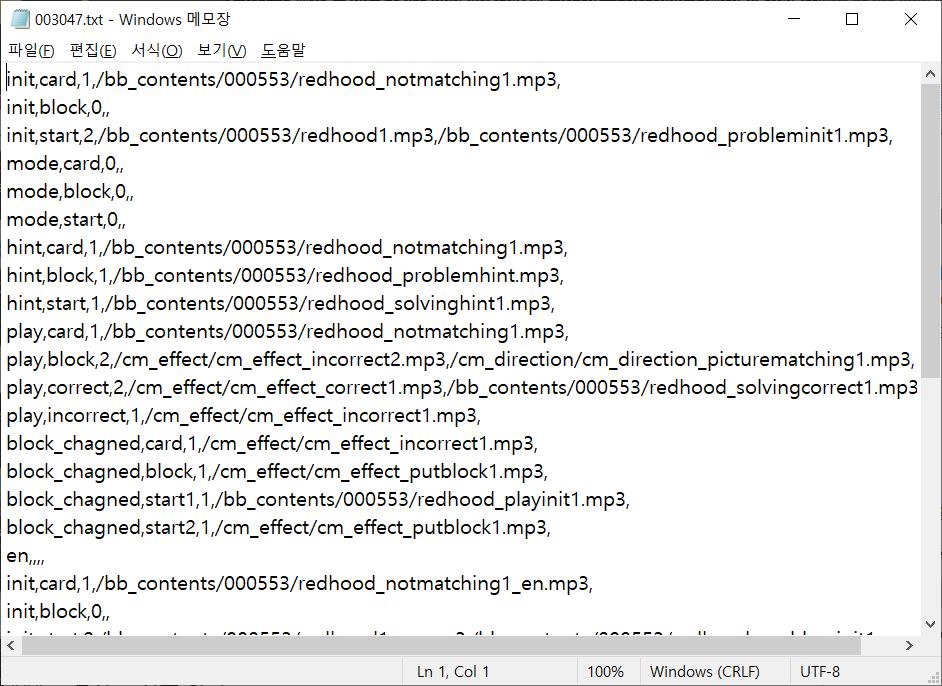 003047.txt - Windows 메모장
파일(F) 편집(E) 서식(O) 보기(V) 도움말
init,card,1,/bb_contents/000553/redhood_notmatching1.mp3,
init,block,0,,
init,start,2,/bb_contents/000553/redhood1.mp3,/bb_contents/000553/redhood_probleminit1.mp3,
mode,card,0,,
mode,block,0,,
mode,start,0,,
hint,card,1,/bb_contents/000553/redhood_notmatching1.mp3,
hint,block,1,/bb_contents/000553/redhood_problemhint.mp3,
hint,start,1,/bb_contents/000553/redhood_solvinghint1.mp3,
play,card,1,/bb_contents/000553/redhood_notmatching1.mp3,
play,block,2,/cm_effect/cm_effect_incorrect2.mp3,/cm_direction/cm_direction_picturematching1.mp3,
play,correct,2,/cm_effect/cm_effect_correct1.mp3,/bb_contents/000553/redhood_solvingcorrect1.mp3
play,incorrect,1,/cm_effect/cm_effect_incorrect1.mp3,
block_chagned,card,1,/cm_effect/cm_effect_incorrect1.mp3,
block_chagned,block,1,/cm_effect/cm_effect_putblock1.mp3,
block_chagned,start1,1,/bb_contents/000553/redhood_playinit1.mp3,
block_chagned,start2,1,/cm_effect/cm_effect_putblock1.mp3,
en,,,,
init,card,1,/bb_contents/000553/redhood_notmatching1_en.mp3,
init,block,0,,
Ln 1, Col 1 100% Windows (CRLF) UTF-8